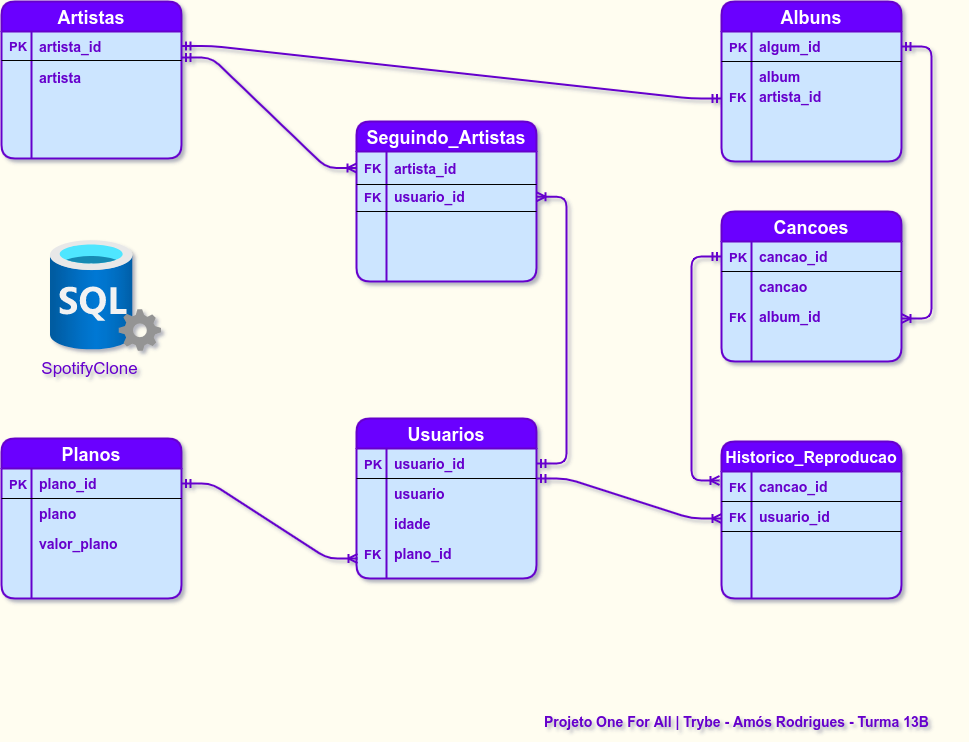 Artistas
PK artista_id
artista
Albuns
PK algum_id
album
FK artista_id
Seguindo_Artistas
FK artista_id
FK usuario_id
Cancoes
PK cancao_id
cancao
FK album_id
SQL
SpotifyClone
Planos
PK plano_id
plano
valor_plano
Usuarios
PK usuario_id
usuario
idade
FK plano_id
Historico_Reproducao
FK cancao_id
FK usuario_id
Projeto One For All | Trybe - Amós Rodrigues - Turma 13B